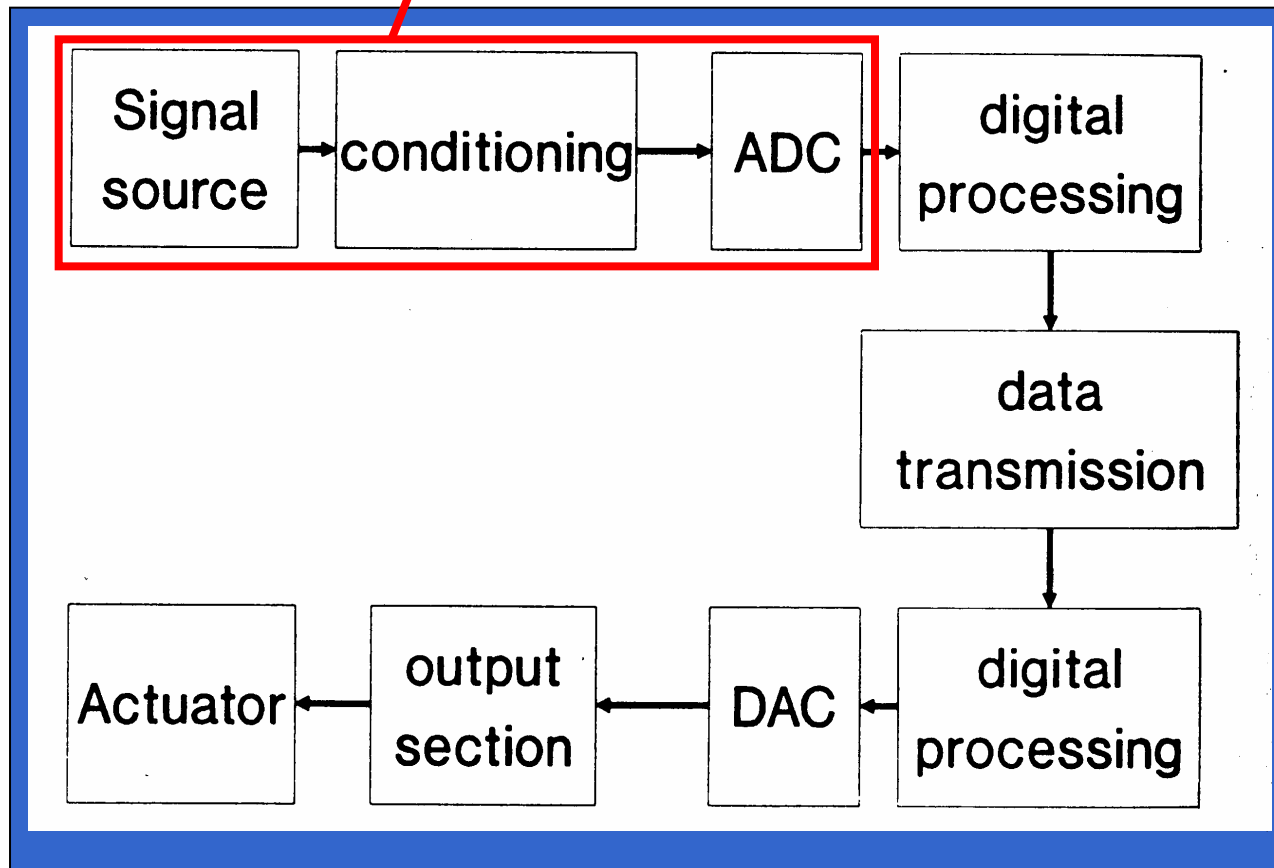 Signal
source
conditioning
ADC
digital
processing
data
transmission
digital
processing
DAC
output
section
Actuator